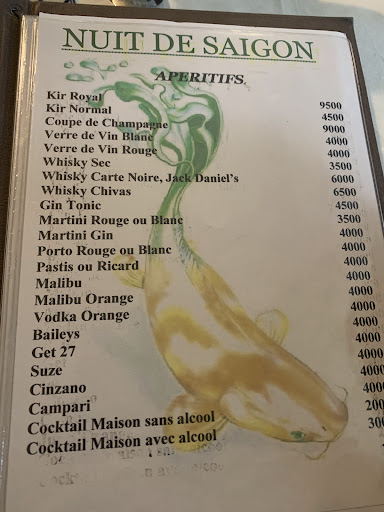 NUIT DE SAIGON
APERITIFS
Kir Royal 9500
Kir Normal 4500
Coupe de Champagne 9000
Verre de Vin Blanc 4000
Verre de Vin Rouge 4000
Whisky Sec 3500
Whisky Carte Noire, Jack Daniel's 6000
Whisky Chivas 6500
Gin Tonic 4500
Martini Rouge ou Blanc 3500
Martini Gin 4000
Porto Rouge ou Blanc 4000
Pastis ou Ricard 4000
Malibu 4000
Malibu Orange 4000
Vodka Orange 4000
Baileys 4000
Get 27 4000
Suze 4000
Cinzano 4000
Campari 4000
Cocktail Maison sans alcool
Cocktail Maison avec alcool